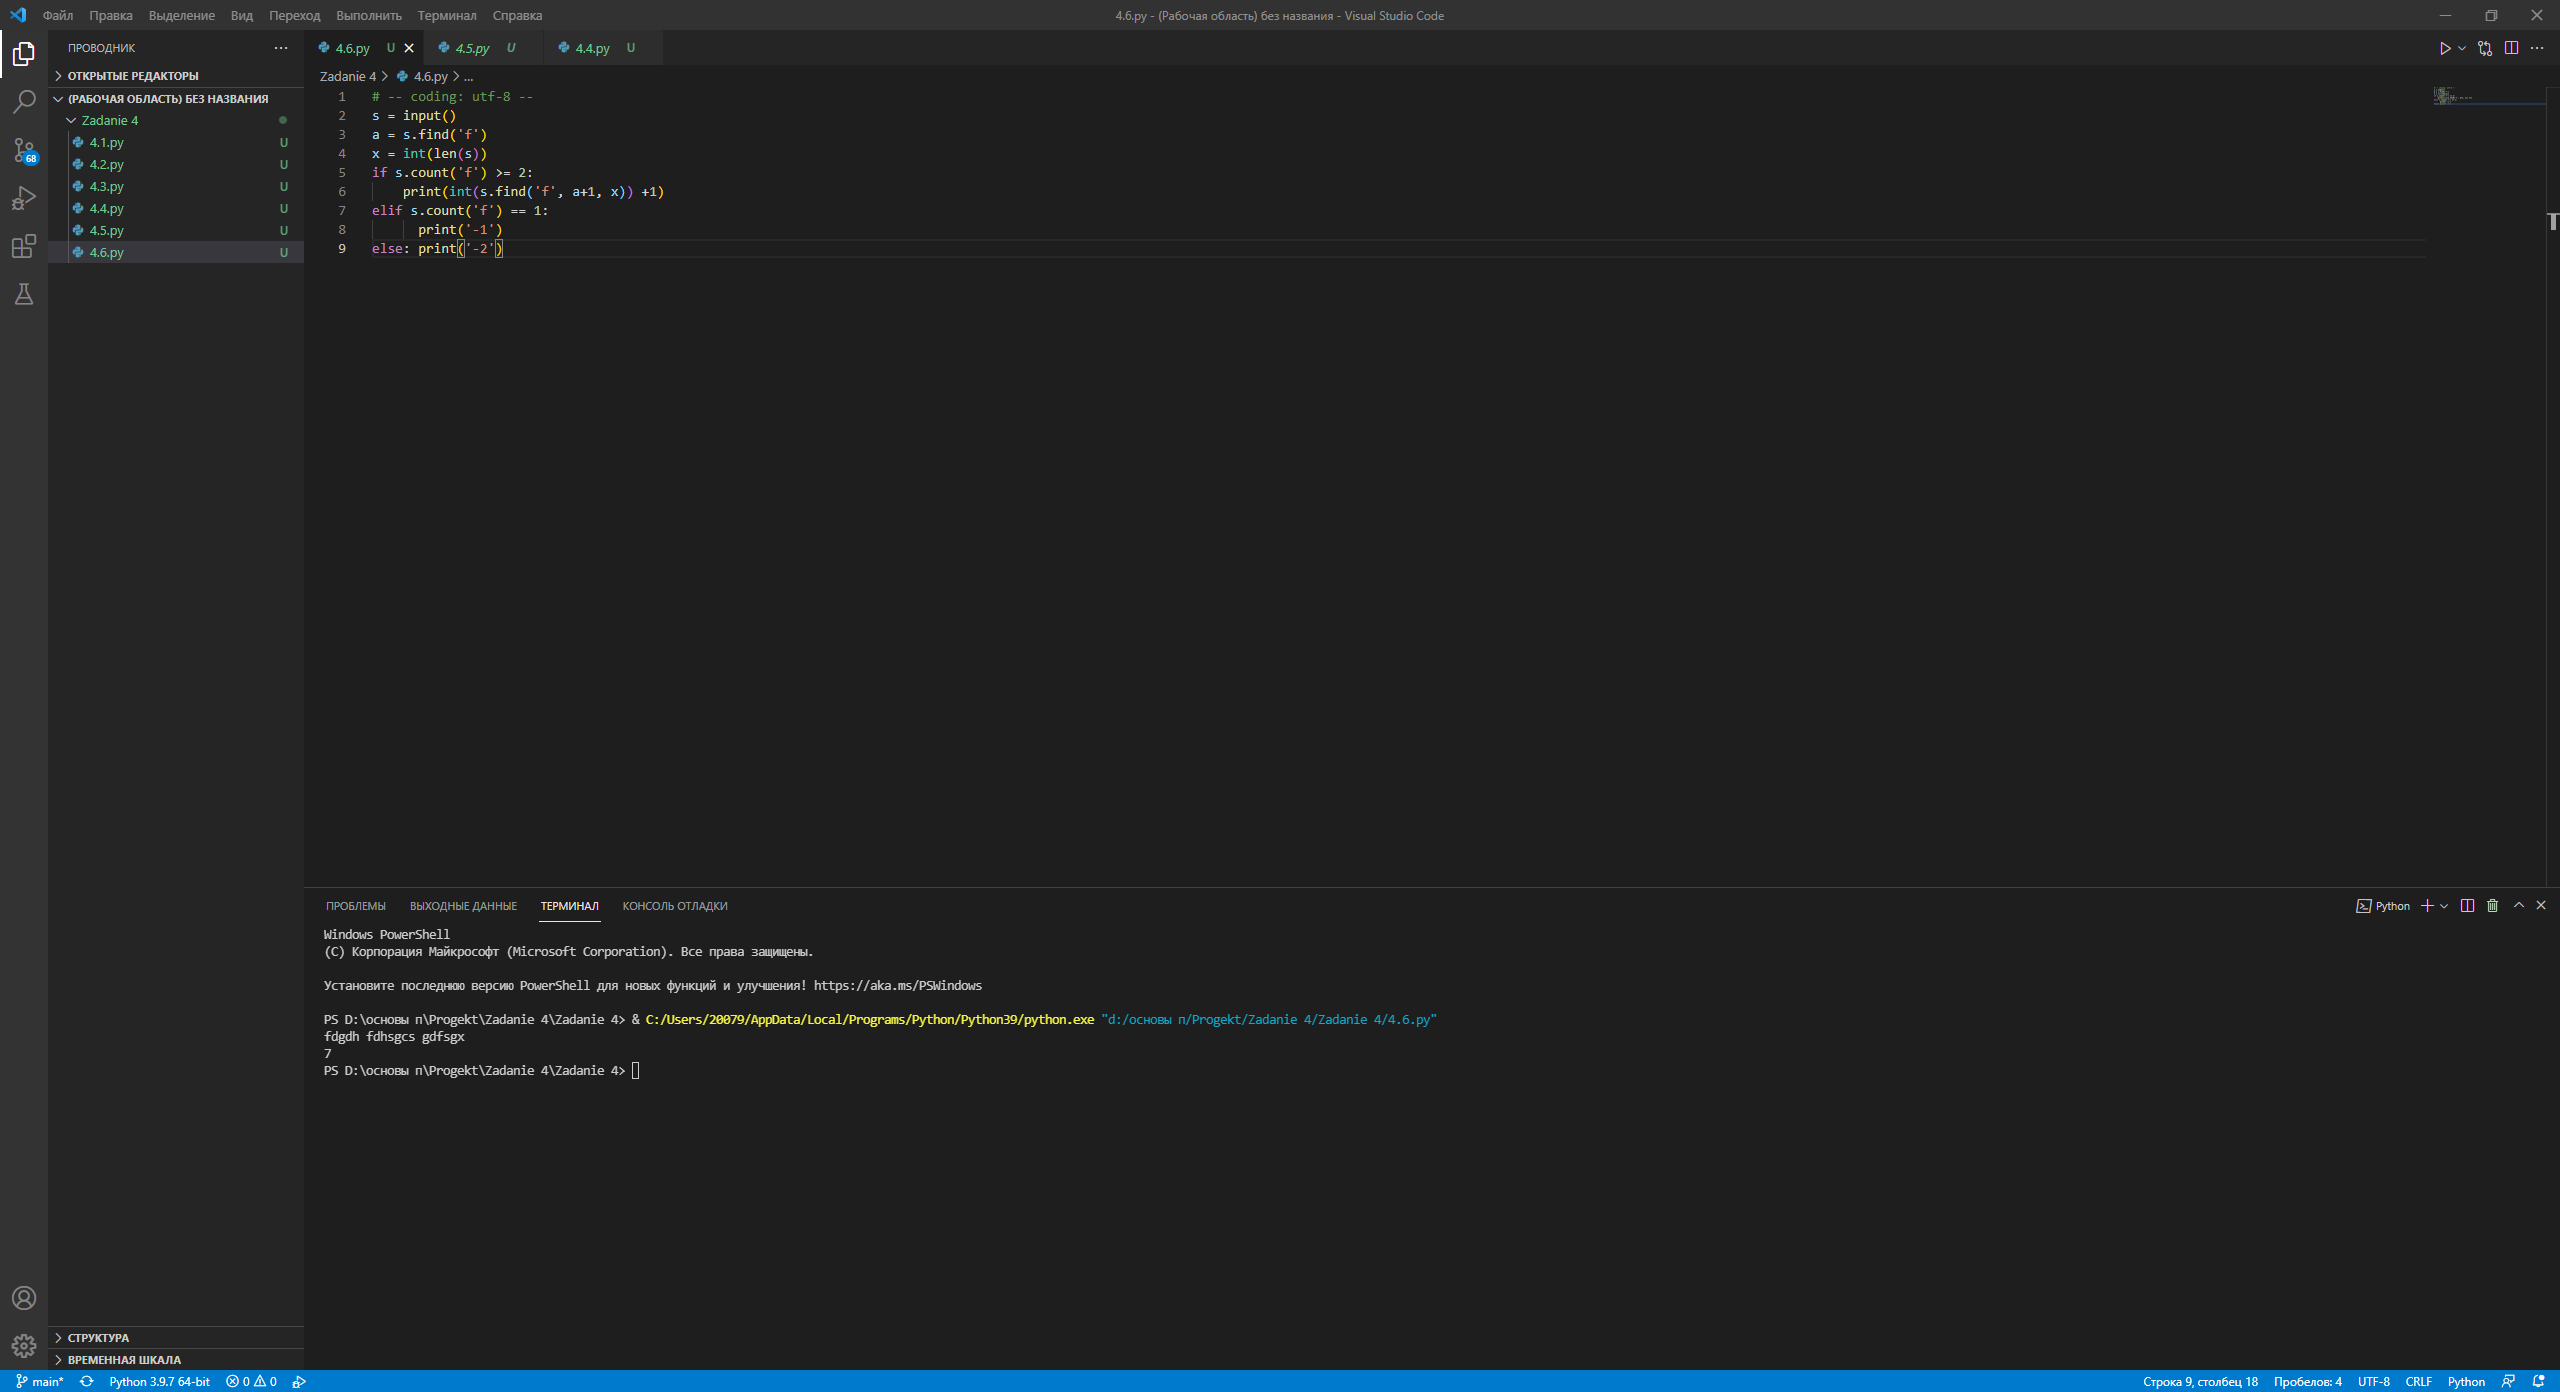 Файл Правка Выделение Вид Переход Выполнить Терминал Справка
4.6.py - (Рабочая область) без названия - Visual Studio Code
ПРОВОДНИК
ОТКРЫТЫЕ РЕДАКТОРЫ
(РАБОЧАЯ ОБЛАСТЬ) БЕЗ НАЗВАНИЯ
Zadanie 4
4.1.py U
4.2.py U
4.3.py U
4.4.py U
4.5.py U
4.6.py U
68
СТРУКТУРА
ВРЕМЕННАЯ ШКАЛА
4.6.py U 4.5.py U 4.4.py U
Zadanie 4 > 4.6.py > ...
1 # -- coding: utf-8 --
2 s = input()
3 a = s.find('f')
4 x = int(len(s))
5 if s.count('f') >= 2:
6 print(int(s.find('f', a+1, x)) +1)
7 elif s.count('f') == 1:
8 print('-1')
9 else: print('-2')
ПРОБЛЕМЫ ВЫХОДНЫЕ ДАННЫЕ ТЕРМИНАЛ КОНСОЛЬ ОТЛАДКИ
Python
Windows PowerShell
(C) Корпорация Майкрософт (Microsoft Corporation). Все права защищены.
Установите последнюю версию PowerShell для новых функций и улучшения! https://aka.ms/PSWindows
PS D:\основы п\Progekt\Zadanie 4\Zadanie 4> & C:/Users/20079/AppData/Local/Programs/Python/Python39/python.exe "d:/основы п/Progekt/Zadanie 4/Zadanie 4/4.6.py"
fdgdh fdhsgcs gdfsgx
7
PS D:\основы п\Progekt\Zadanie 4\Zadanie 4>
main* Python 3.9.7 64-bit 0 0
Строка 9, столбец 18 Пробелов: 4 UTF-8 CRLF Python